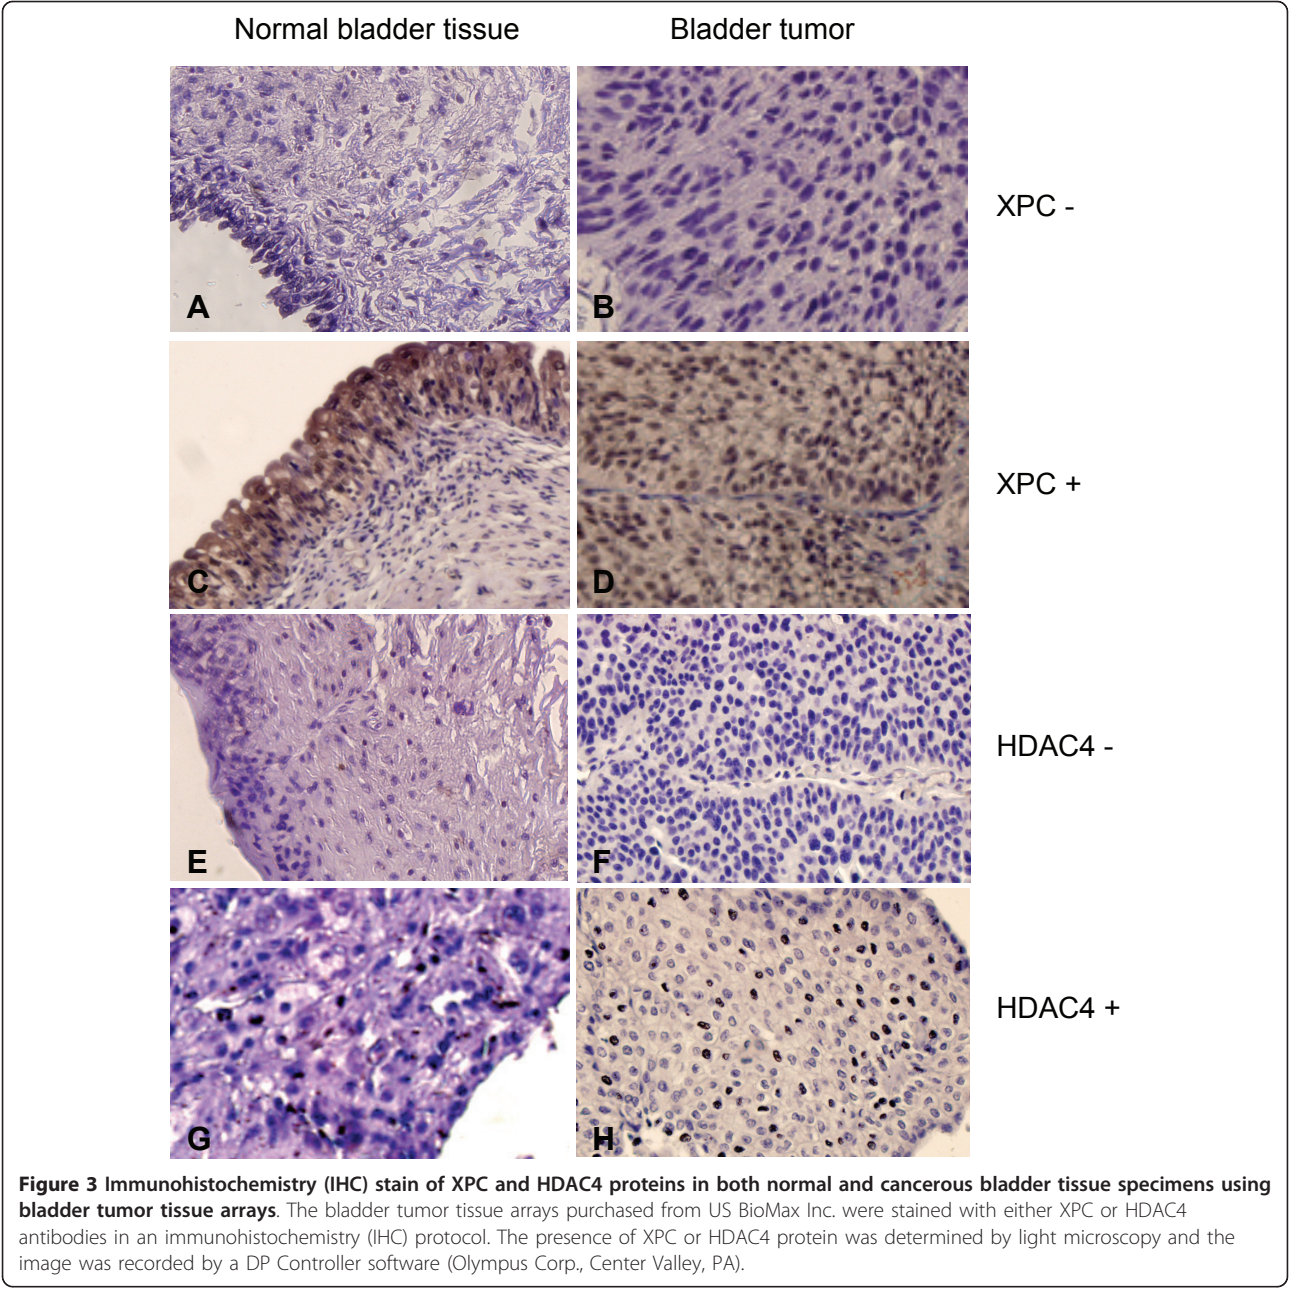 Normal bladder tissue
Bladder tumor
A
B
XPC -
C
D
XPC +
E
F
HDAC4 -
G
H
HDAC4 +
Figure 3 Immunohistochemistry (IHC) stain of XPC and HDAC4 proteins in both normal and cancerous bladder tissue specimens using
bladder tumor tissue arrays. The bladder tumor tissue arrays purchased from US BioMax Inc. were stained with either XPC or HDAC4
antibodies in an immunohistochemistry (IHC) protocol. The presence of XPC or HDAC4 protein was determined by light microscopy and the
image was recorded by a DP Controller software (Olympus Corp., Center Valley, PA).